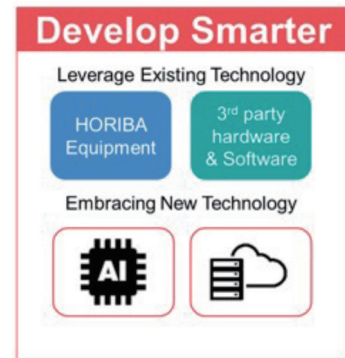 Develop Smarter
Leverage Existing Technology
HORIBA
Equipment
3rd party
hardware
& Software
Embracing New Technology
AI